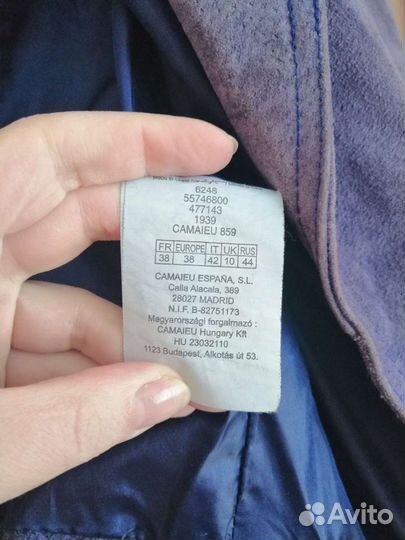 6248
55746800
477143
1939
CAMAIEU 859
FR EUROPE IT UK RUS
38 38 42 10 44
CAMAIEU ESPAÑA, S.L.
Calla Alacala, 389
28027 MADRID
N.I.F. B-82751173
Magyarországi forgalmazó :
CAMAIEU Hungary Kft
HU 23032110
1123 Budapest, Alkotás út 53.
Avito